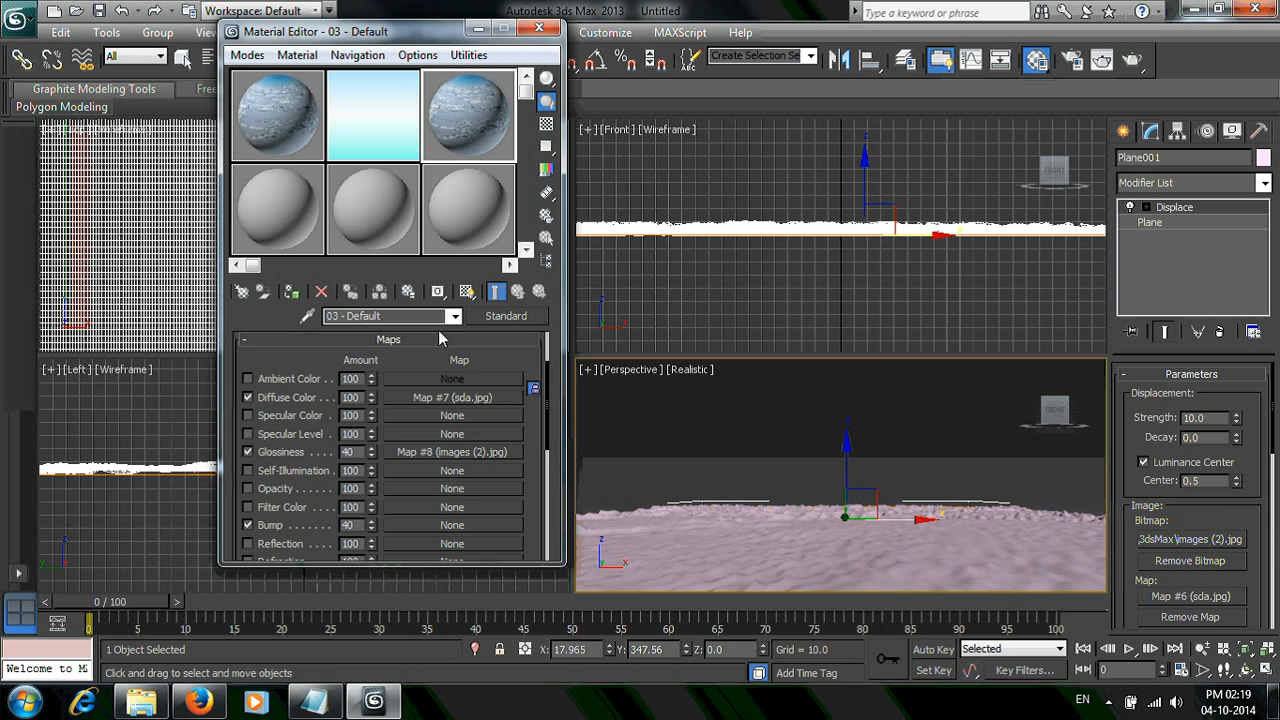 Workspace: Default
Autodesk 3ds Max 2013
Untitled
Type a keyword or phrase
Edit
Tools
Group
Customize
MAXScript
Help
All
Create Selection Se
Graphite Modeling Tools
Free
Polygon Modeling
Material Editor - 03 - Default
Modes
Material
Navigation
Options
Utilities
03 - Default
Standard
Maps
Amount
Map
Ambient Color . .
100
None
Diffuse Color . . .
100
Map #7 (sda.jpg)
Specular Color . .
100
None
Specular Level . .
100
None
Glossiness . . . .
40
Map #8 (images (2).jpg)
Self-Illumination . .
100
None
Opacity . . . . . .
100
None
Filter Color . . . .
100
None
Bump . . . . . . .
40
None
Reflection . . . .
100
None
[+] [Front] [Wireframe]
FRONT
z
x
[+] [Left] [Wireframe]
z
y
[+] [Perspective] [Realistic]
FRONT
z
x
Plane001
Modifier List
Displace
Plane
Parameters
Displacement:
Strength: 10.0
Decay: 0.0
Luminance Center
Center: 0.5
Image:
Bitmap:
3dsMax\images (2).jpg
Remove Bitmap
Map:
Map #6 (sda.jpg)
Remove Map
0 / 100
0
5
10
15
20
25
30
35
40
45
50
55
60
65
70
75
80
85
90
95
100
1 Object Selected
X: 17.965
Y: 347.56
Z: 0.0
Grid = 10.0
Auto Key
Selected
Welcome to M
Click and drag to select and move objects
Add Time Tag
Set Key
Key Filters...
0
EN
PM 02:19
04-10-2014